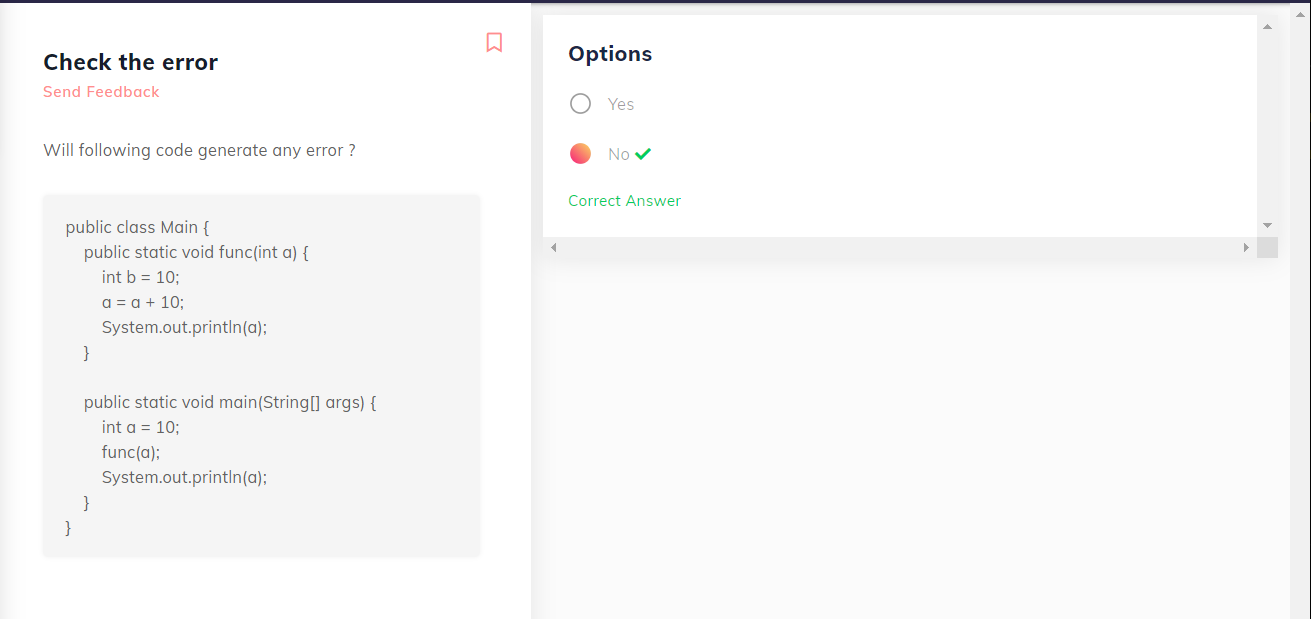 Check the error
Send Feedback
Will following code generate any error ?
public class Main {
    public static void func(int a) {
        int b = 10;
        a = a + 10;
        System.out.println(a);
    }

    public static void main(String[] args) {
        int a = 10;
        func(a);
        System.out.println(a);
    }
}
Options
Yes
No
Correct Answer